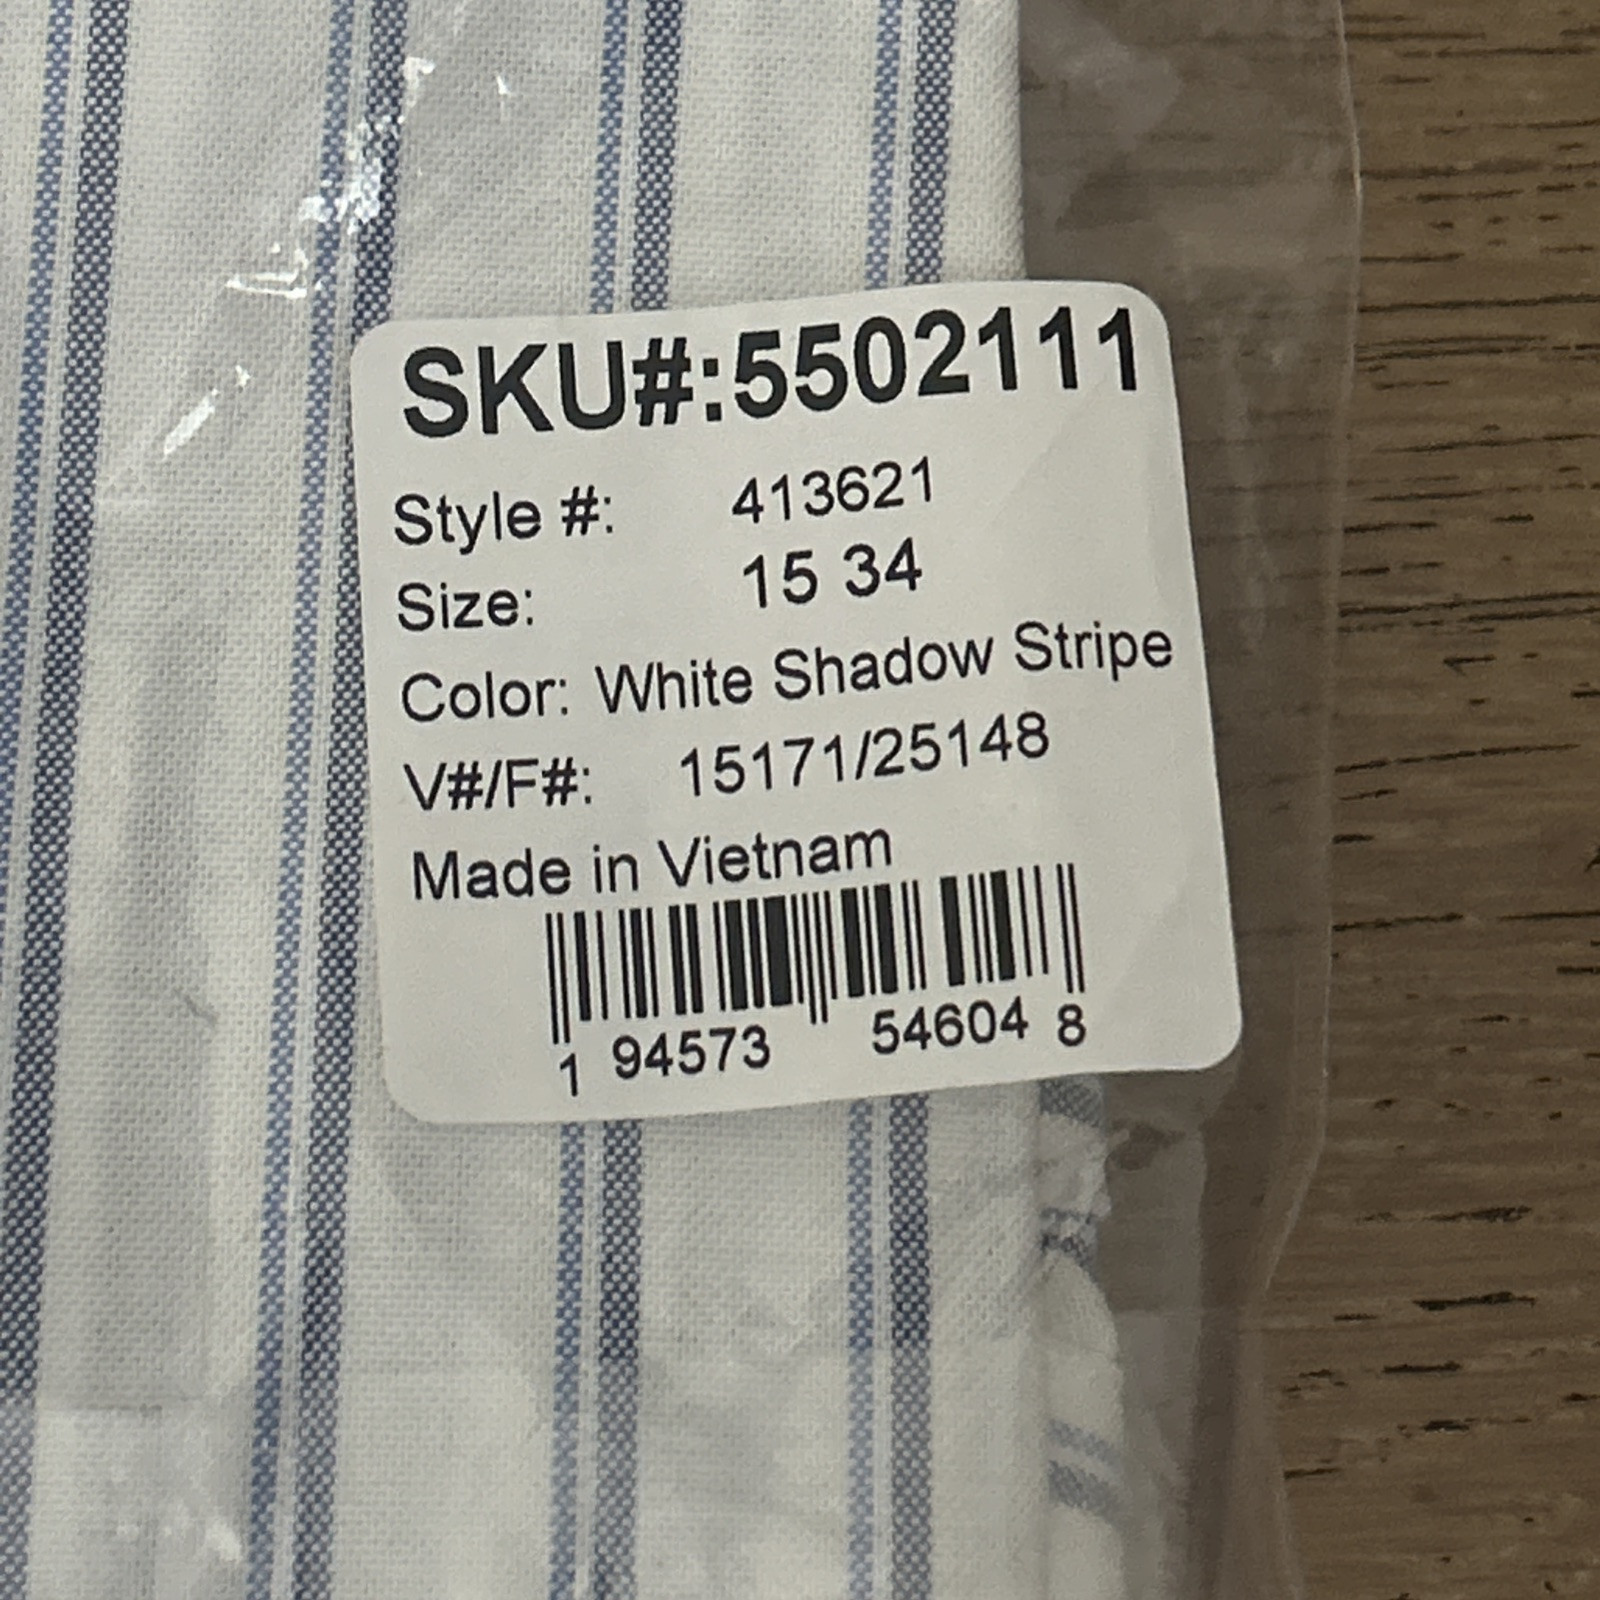 SKU#:5502111
Style #: 413621
Size: 15 34
Color: White Shadow Stripe
V#/F#: 15171/25148
Made in Vietnam
1 94573 54604 8